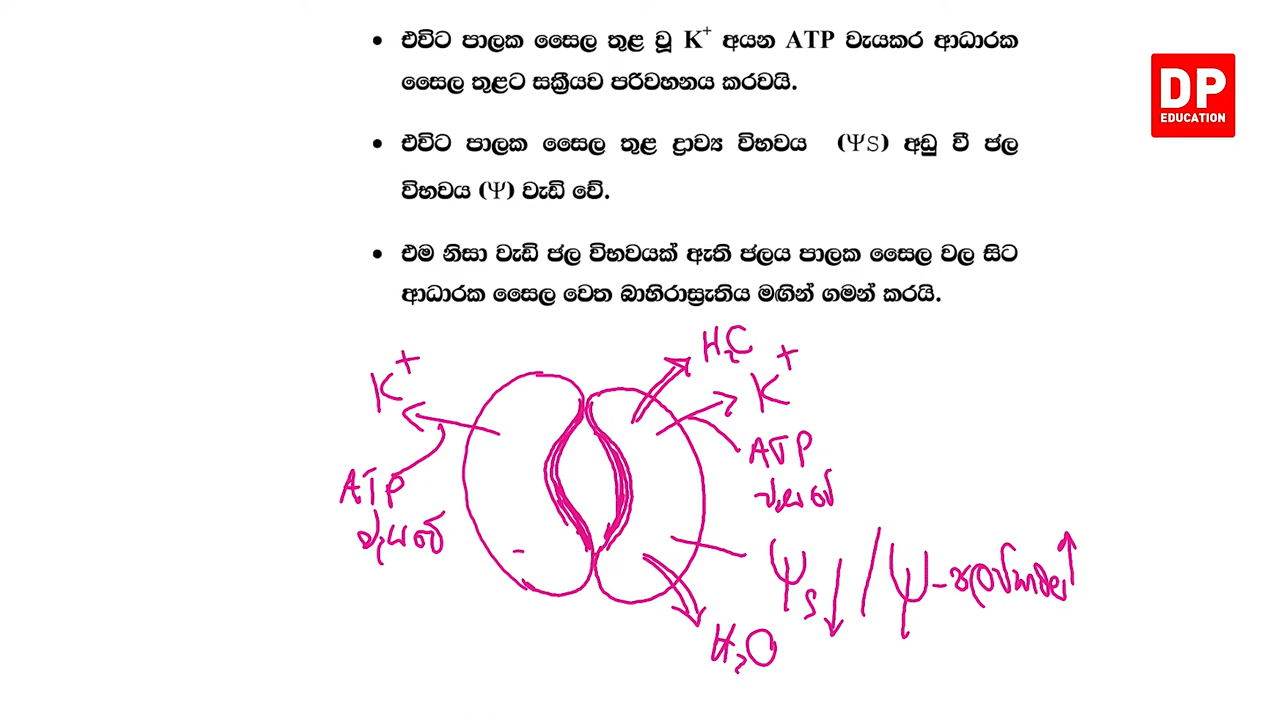 • එවිට පාලක සෛල තුළ වූ K⁺ අයන ATP වැයකර ආධාරක
සෛල තුළට සක්‍රීයව පරිවහනය කරවයි.
• එවිට පාලක සෛල තුළ ද්‍රාව්‍ය විභවය (ΨS) අඩු වී ජල
විභවය (Ψ) වැඩි වේ.
• එම නිසා වැඩි ජල විභවයක් ඇති ජලය පාලක සෛල වල සිට
ආධාරක සෛල වෙත බාහිරාස්‍රැතිය මඟින් ගමන් කරයි.
DP
EDUCATION
H₂O
K⁺
K⁺
ATP
වැය වේ
ATP
වැය වේ
Ψs ↓ / Ψ - ජල විභවය ↑
H₂O